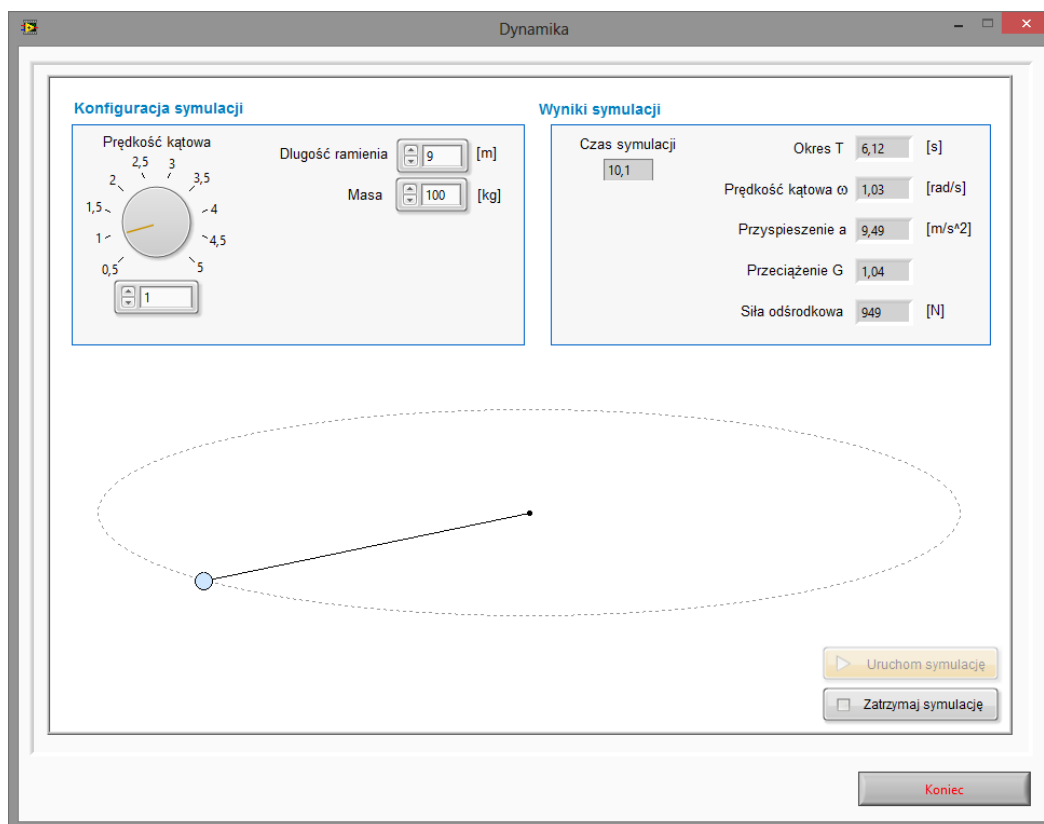 Dynamika
Konfiguracja symulacji
Prędkość kątowa
0,5
1
1,5
2
2,5
3
3,5
4
4,5
5
1
Długość ramienia 9 [m]
Masa 100 [kg]
Wyniki symulacji
Czas symulacji
10,1
Okres T 6,12 [s]
Prędkość kątowa ω 1,03 [rad/s]
Przyspieszenie a 9,49 [m/s^2]
Przeciążenie G 1,04
Siła odśrodkowa 949 [N]
Uruchom symulację
Zatrzymaj symulację
Koniec